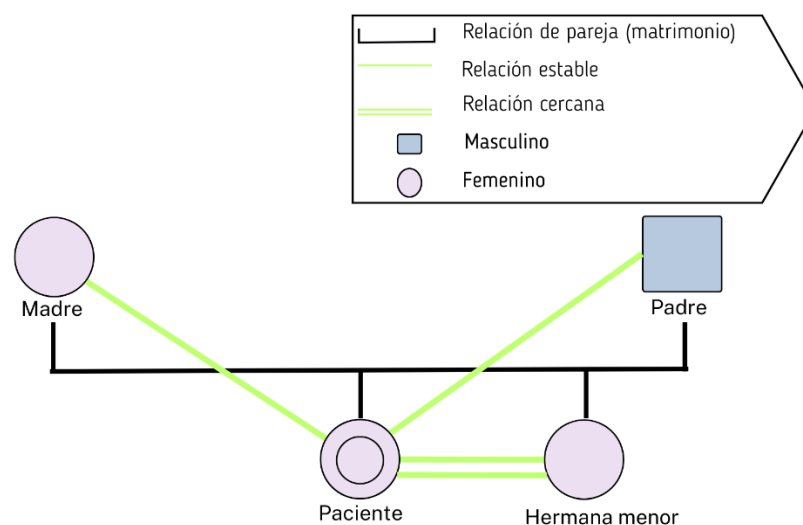 Relación de pareja (matrimonio)
Relación estable
Relación cercana
Masculino
Femenino
Madre
Padre
Paciente
Hermana menor